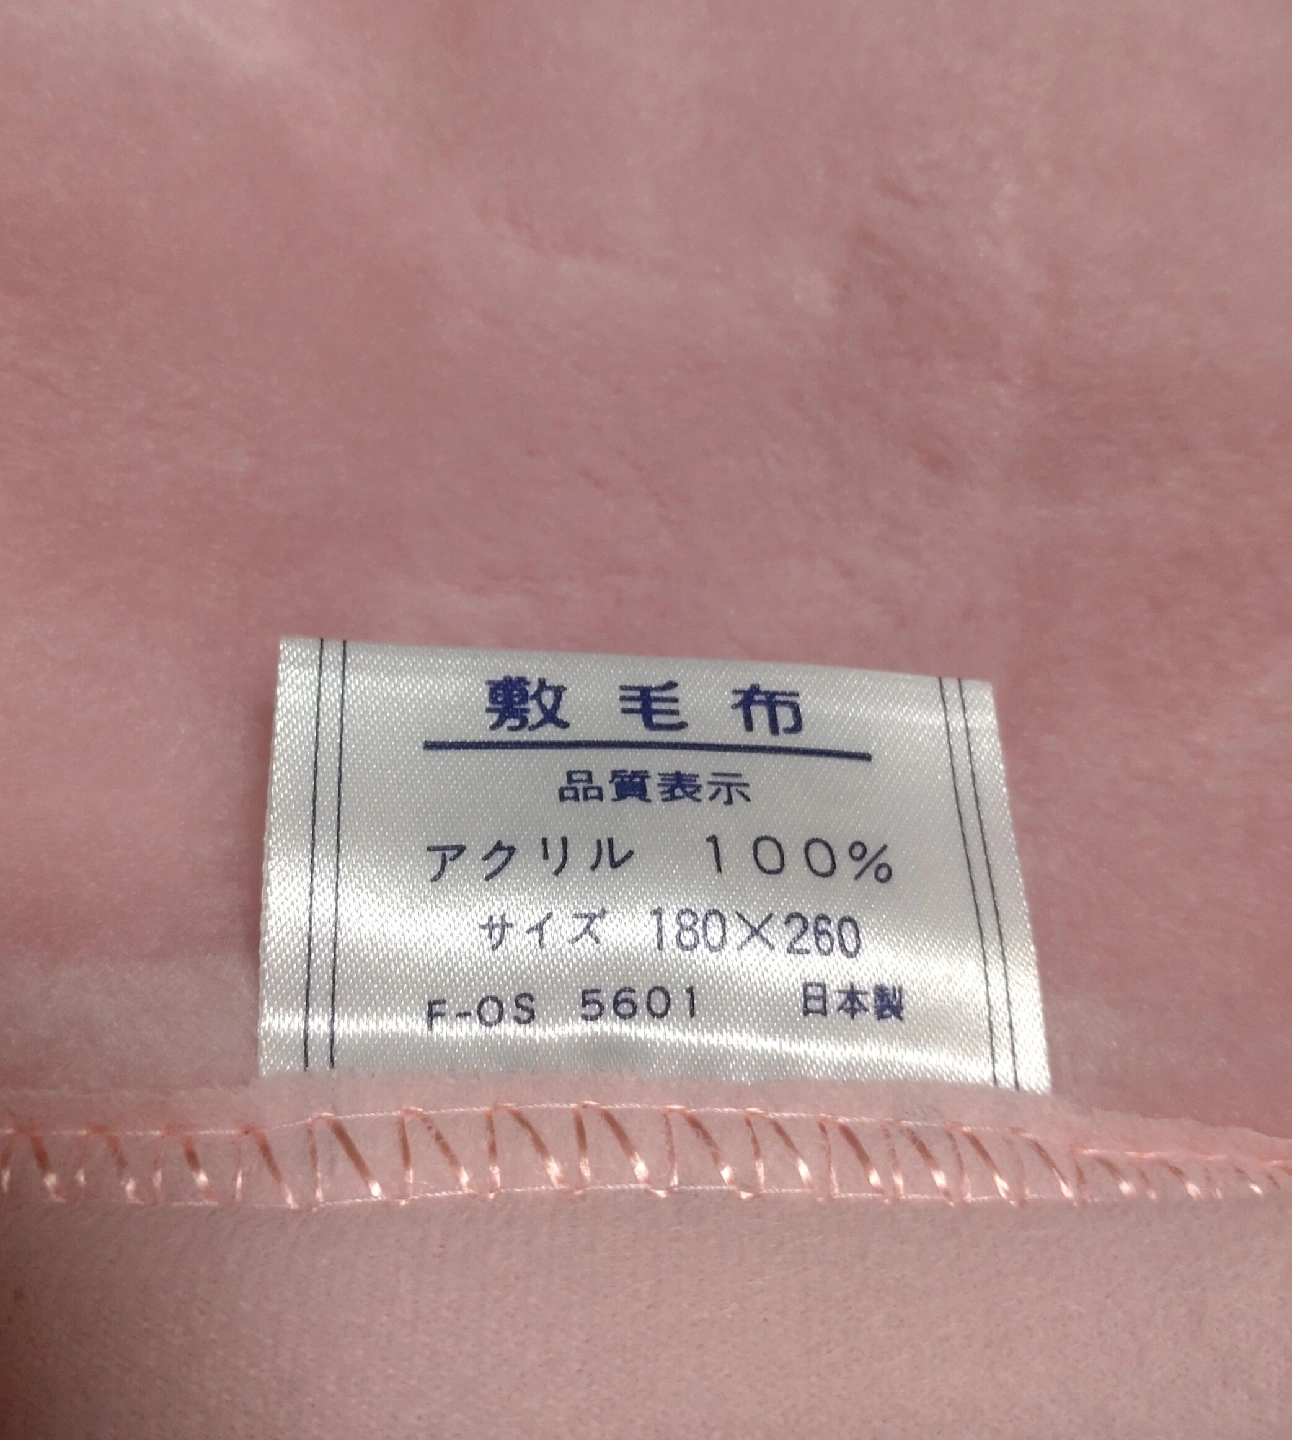 敷毛布
品質表示
アクリル 100%
サイズ 180×260
F-OS 5601 日本製